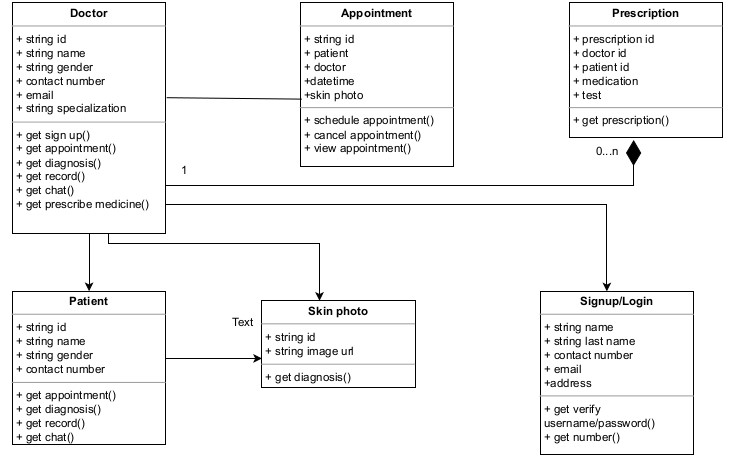 Doctor
+ string id
+ string name
+ string gender
+ contact number
+ email
+ string specialization
+ get sign up()
+ get appointment()
+ get diagnosis()
+ get record()
+ get chat()
+ get prescribe medicine()
Appointment
+ string id
+ patient
+ doctor
+datetime
+skin photo
+ schedule appointment()
+ cancel appointment()
+ view appointment()
Prescription
+ prescription id
+ doctor id
+ patient id
+ medication
+ test
+ get prescription()
0...n
1
Patient
+ string id
+ string name
+ string gender
+ contact number
+ get appointment()
+ get diagnosis()
+ get record()
+ get chat()
Text
Skin photo
+ string id
+ string image url
+ get diagnosis()
Signup/Login
+ string name
+ string last name
+ contact number
+ email
+address
+ get verify
username/password()
+ get number()